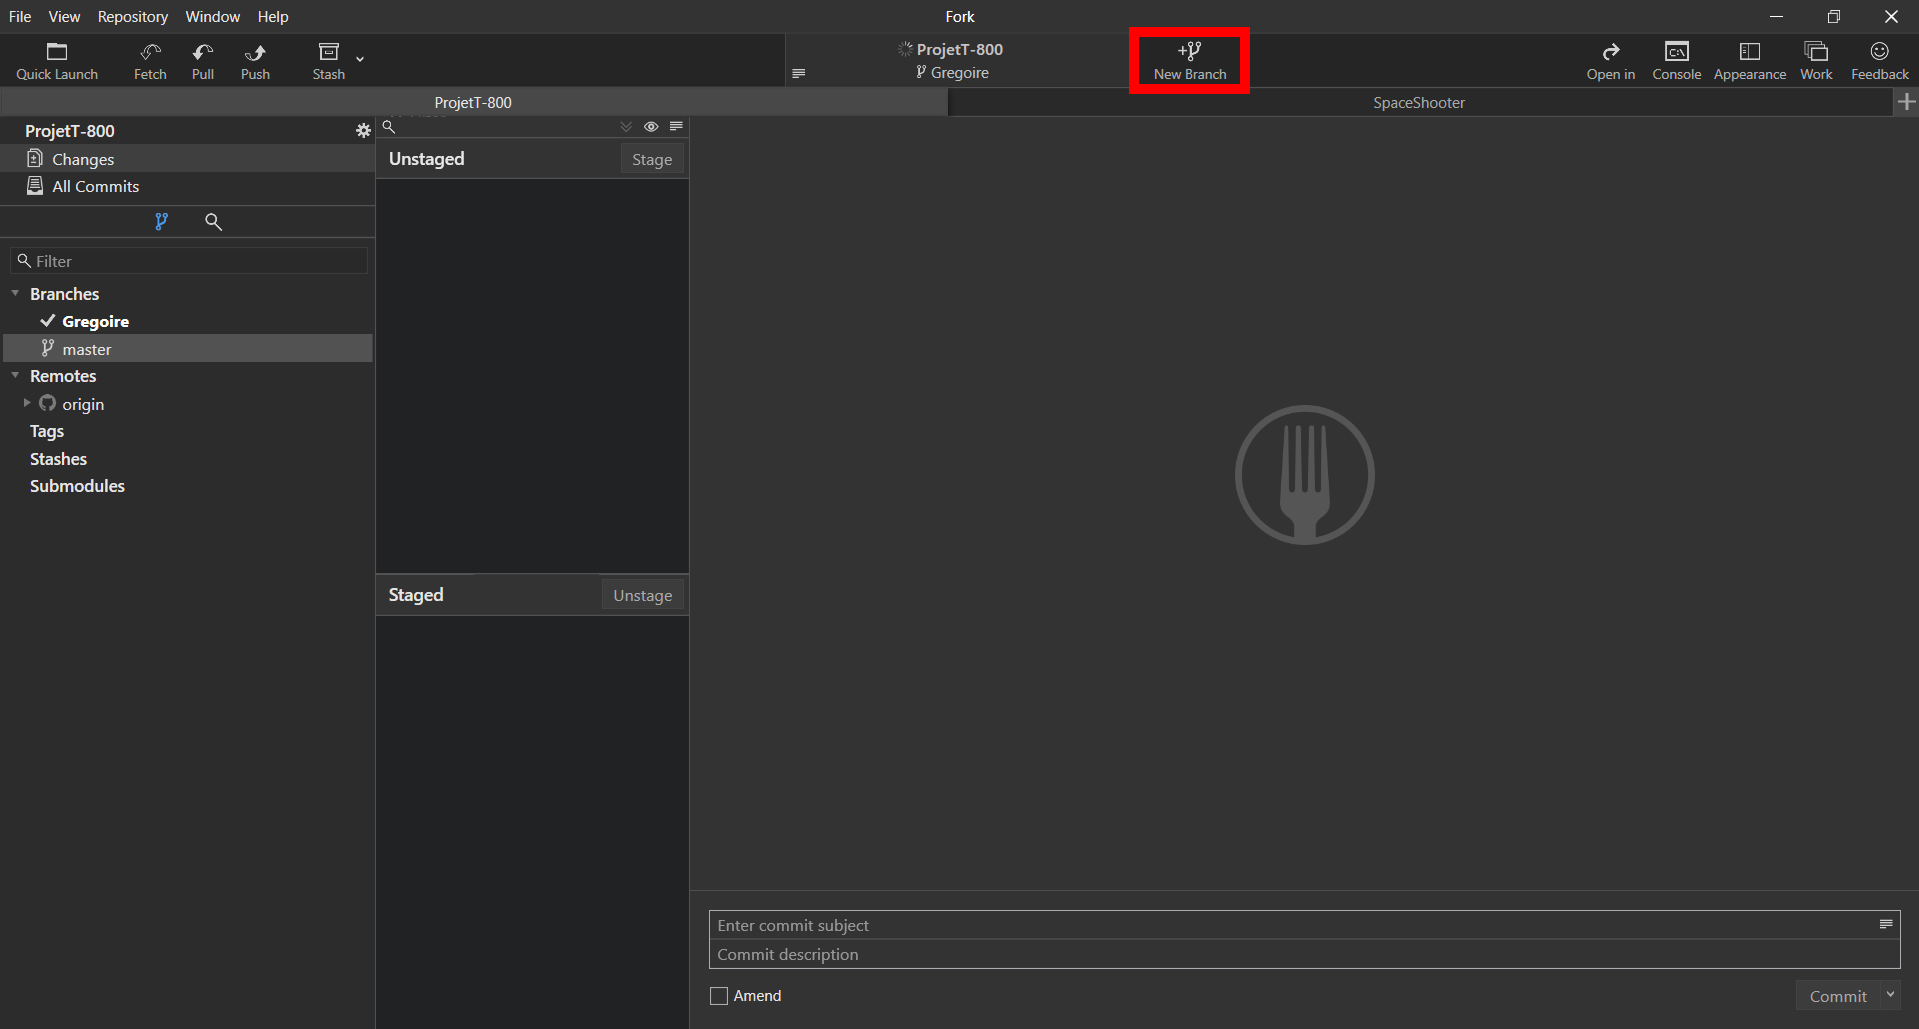 File View Repository Window Help
Fork
Quick Launch
Fetch
Pull
Push
Stash
ProjetT-800
Gregoire
New Branch
Open in
Console
Appearance
Work
Feedback
ProjetT-800
SpaceShooter
ProjetT-800
Changes
All Commits
Filter
Branches
Gregoire
master
Remotes
origin
Tags
Stashes
Submodules
Unstaged
Stage
Staged
Unstage
Enter commit subject
Commit description
Amend
Commit